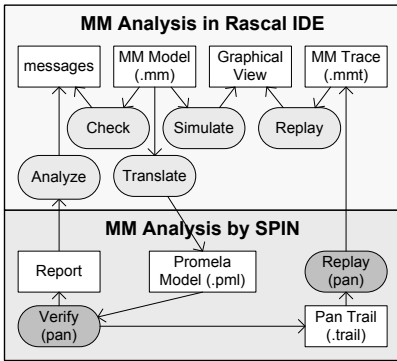 MM Analysis in Rascal IDE
messages
MM Model
(.mm)
Graphical
View
MM Trace
(.mmt)
Check
Simulate
Replay
Analyze
Translate
MM Analysis by SPIN
Report
Promela
Model (.pml)
Replay
(pan)
Verify
(pan)
Pan Trail
(.trail)